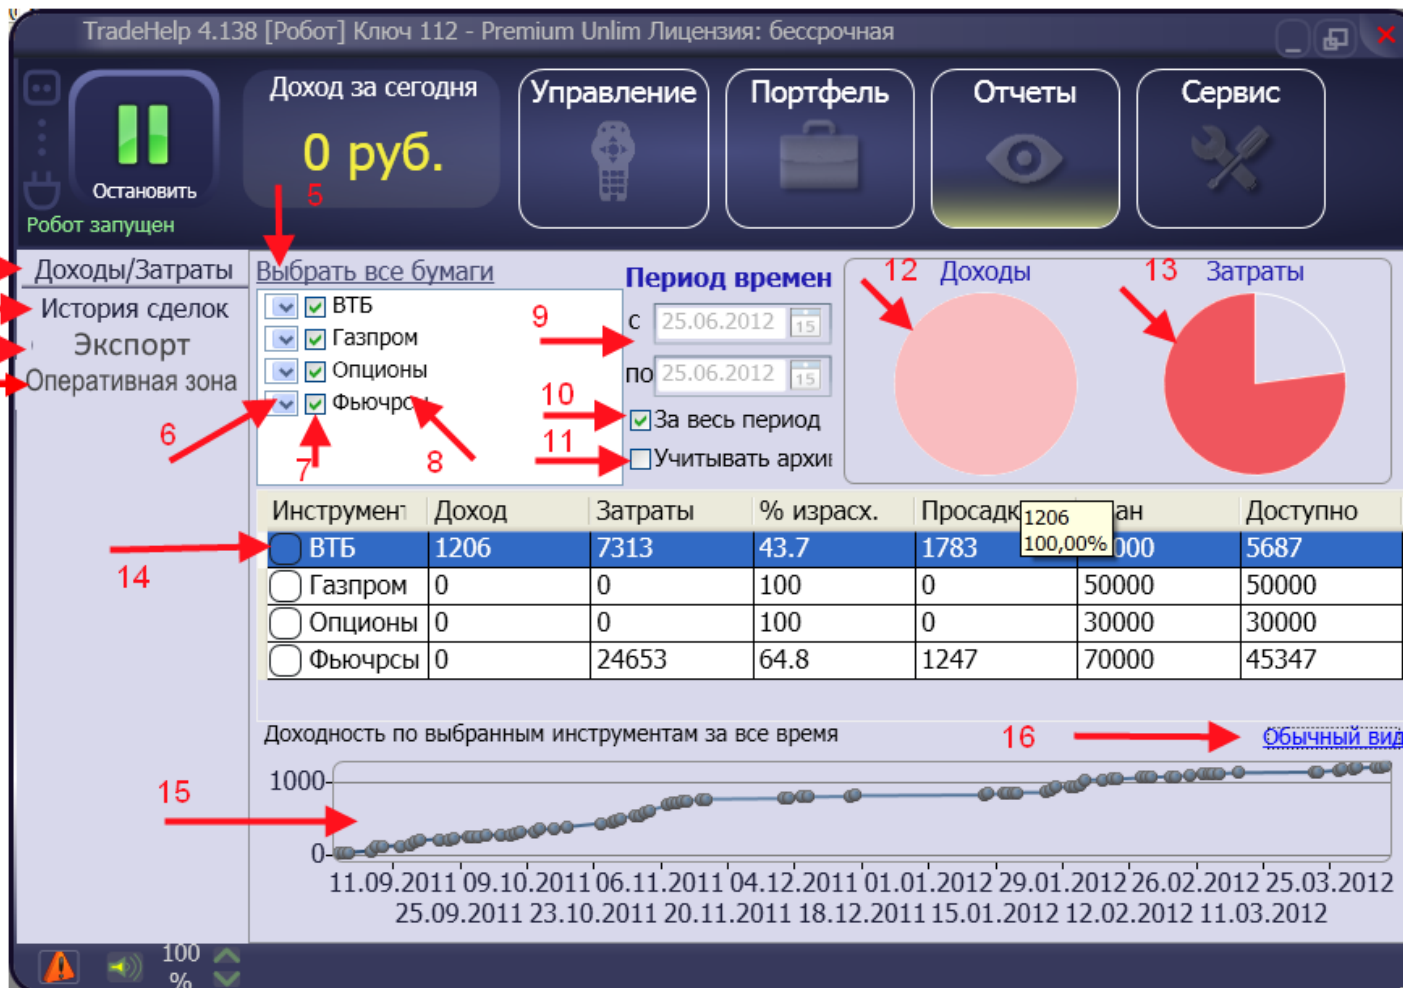 TradeHelp 4.138 [Робот] Ключ 112 - Premium Unlim Лицензия: бессрочная
Доход за сегодня
0 руб.
Управление
Портфель
Отчеты
Сервис
Остановить
Робот запущен
5
Доходы/Затраты
История сделок
Экспорт
Оперативная зона
Выбрать все бумаги
ВТБ
Газпром
Опционы
Фьючрсы
6
7
8
Период времен
с 25.06.2012 15
по 25.06.2012 15
За весь период
Учитывать архи
9
10
11
12
Доходы
13
Затраты
Инструмент Доход Затраты % израсх. Просадк ан Доступно
ВТБ 1206 7313 43.7 1783 000 5687
Газпром 0 0 100 0 50000 50000
Опционы 0 0 100 0 30000 30000
Фьючрсы 0 24653 64.8 1247 70000 45347
1206
100,00%
14
Доходность по выбранным инструментам за все время
16
Обычный вид
15
1000
0
11.09.2011 09.10.2011 06.11.2011 04.12.2011 01.01.2012 29.01.2012 26.02.2012 25.03.2012
25.09.2011 23.10.2011 20.11.2011 18.12.2011 15.01.2012 12.02.2012 11.03.2012
100
%